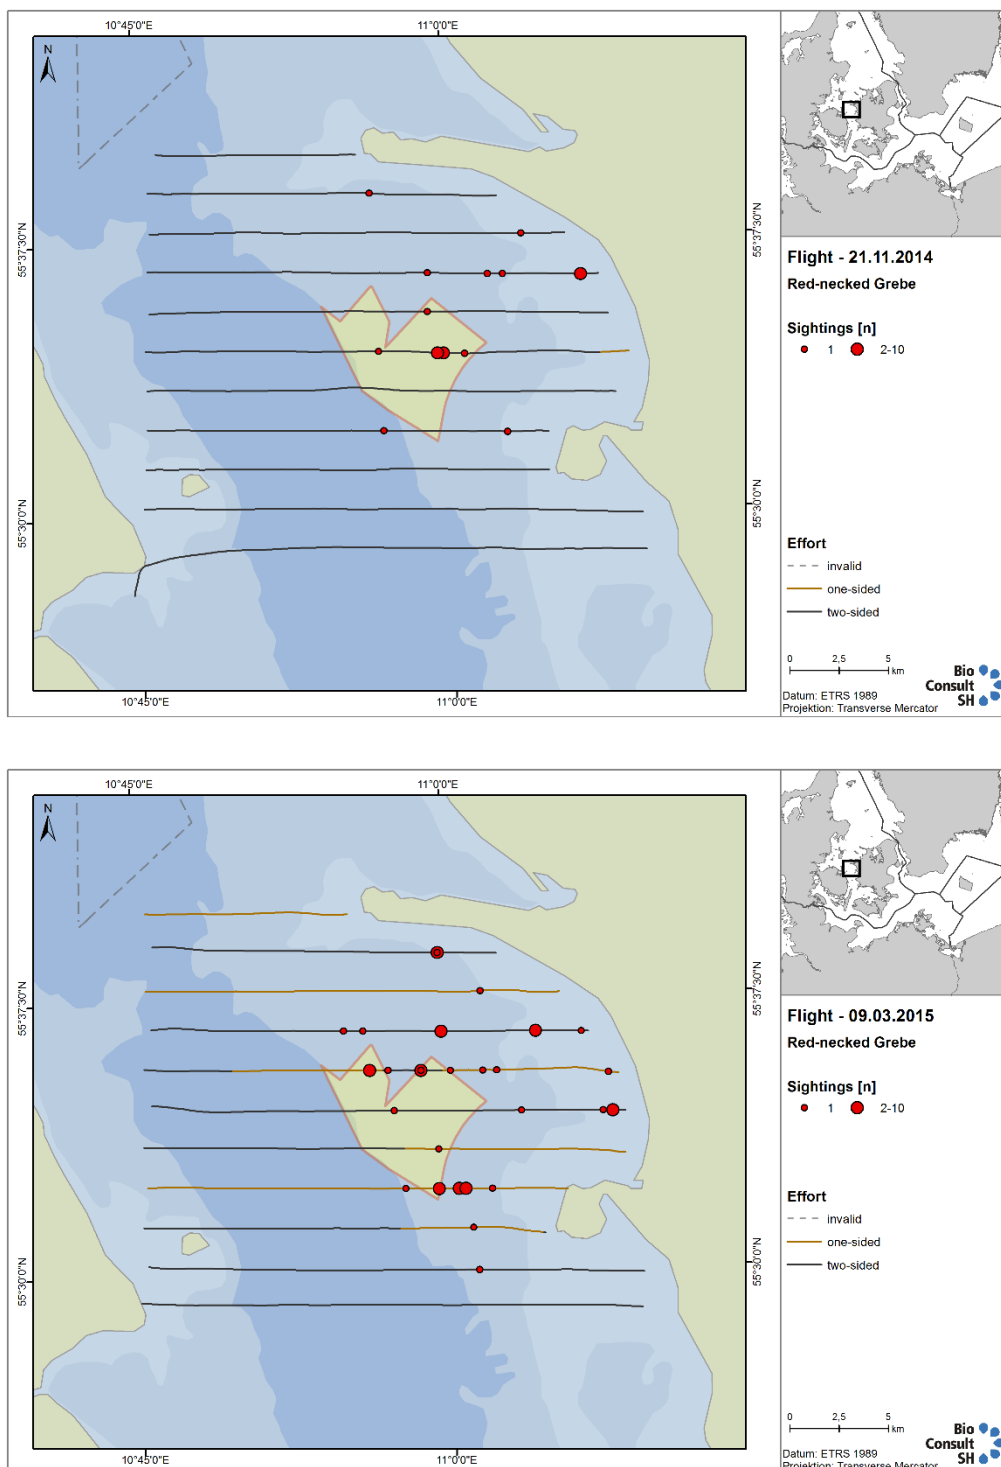 10°45'0"E 11°0'0"E
N
55°37'30"N 55°37'30"N
55°30'0"N 55°30'0"N
10°45'0"E 11°0'0"E
Flight - 21.11.2014
Red-necked Grebe
Sightings [n]
1 2-10
Effort
invalid
one-sided
two-sided
0 2,5 5
km
Bio
Consult
SH
Datum: ETRS 1989
Projektion: Transverse Mercator
10°45'0"E 11°0'0"E
N
55°37'30"N 55°37'30"N
55°30'0"N 55°30'0"N
10°45'0"E 11°0'0"E
Flight - 09.03.2015
Red-necked Grebe
Sightings [n]
1 2-10
Effort
invalid
one-sided
two-sided
0 2,5 5
km
Bio
Consult
SH
Datum: ETRS 1989
Projektion: Transverse Mercator